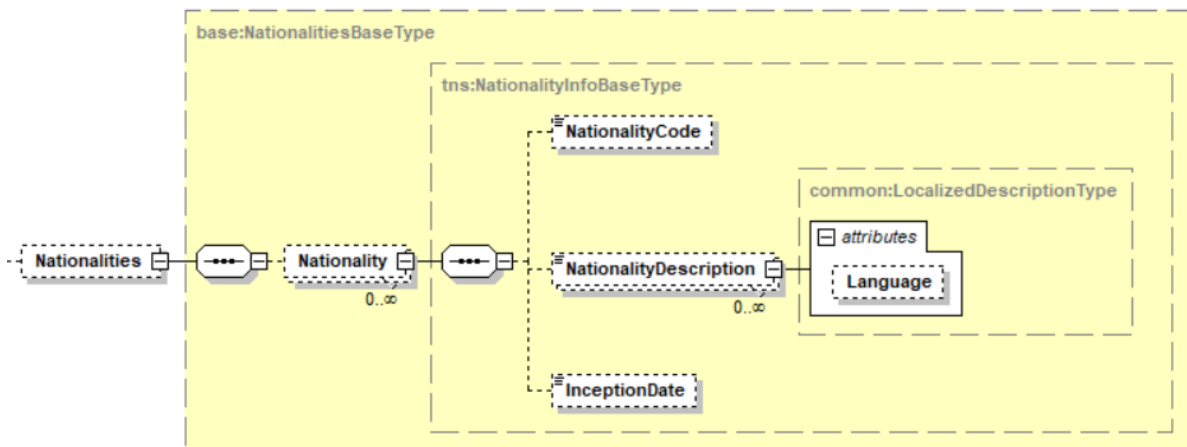 base:NationalitiesBaseType
tns:NationalityInfoBaseType
NationalityCode
common:LocalizedDescriptionType
attributes
Nationalities
Nationality
NationalityDescription
Language
0..∞
0..∞
InceptionDate